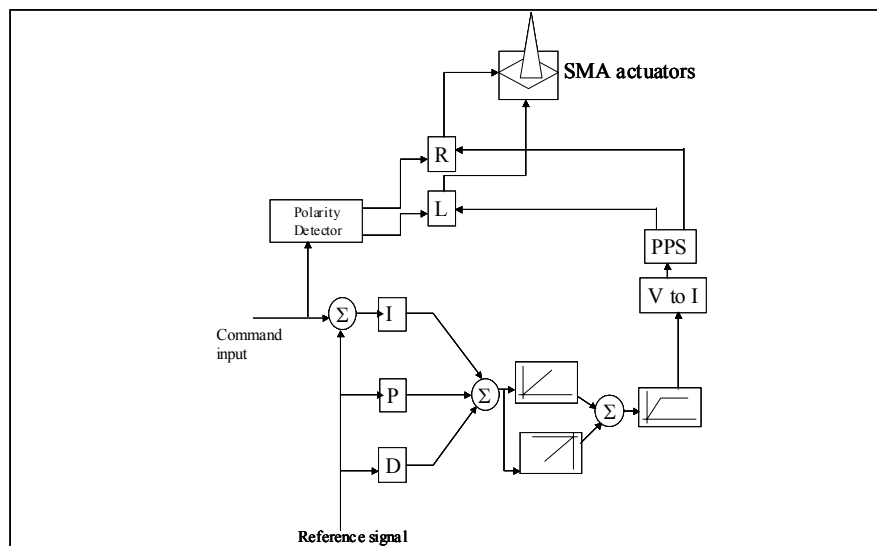 SMA actuators
R
L
Polarity
Detector
PPS
V to I
Σ
I
Command
input
P
Σ
Σ
D
Reference signal